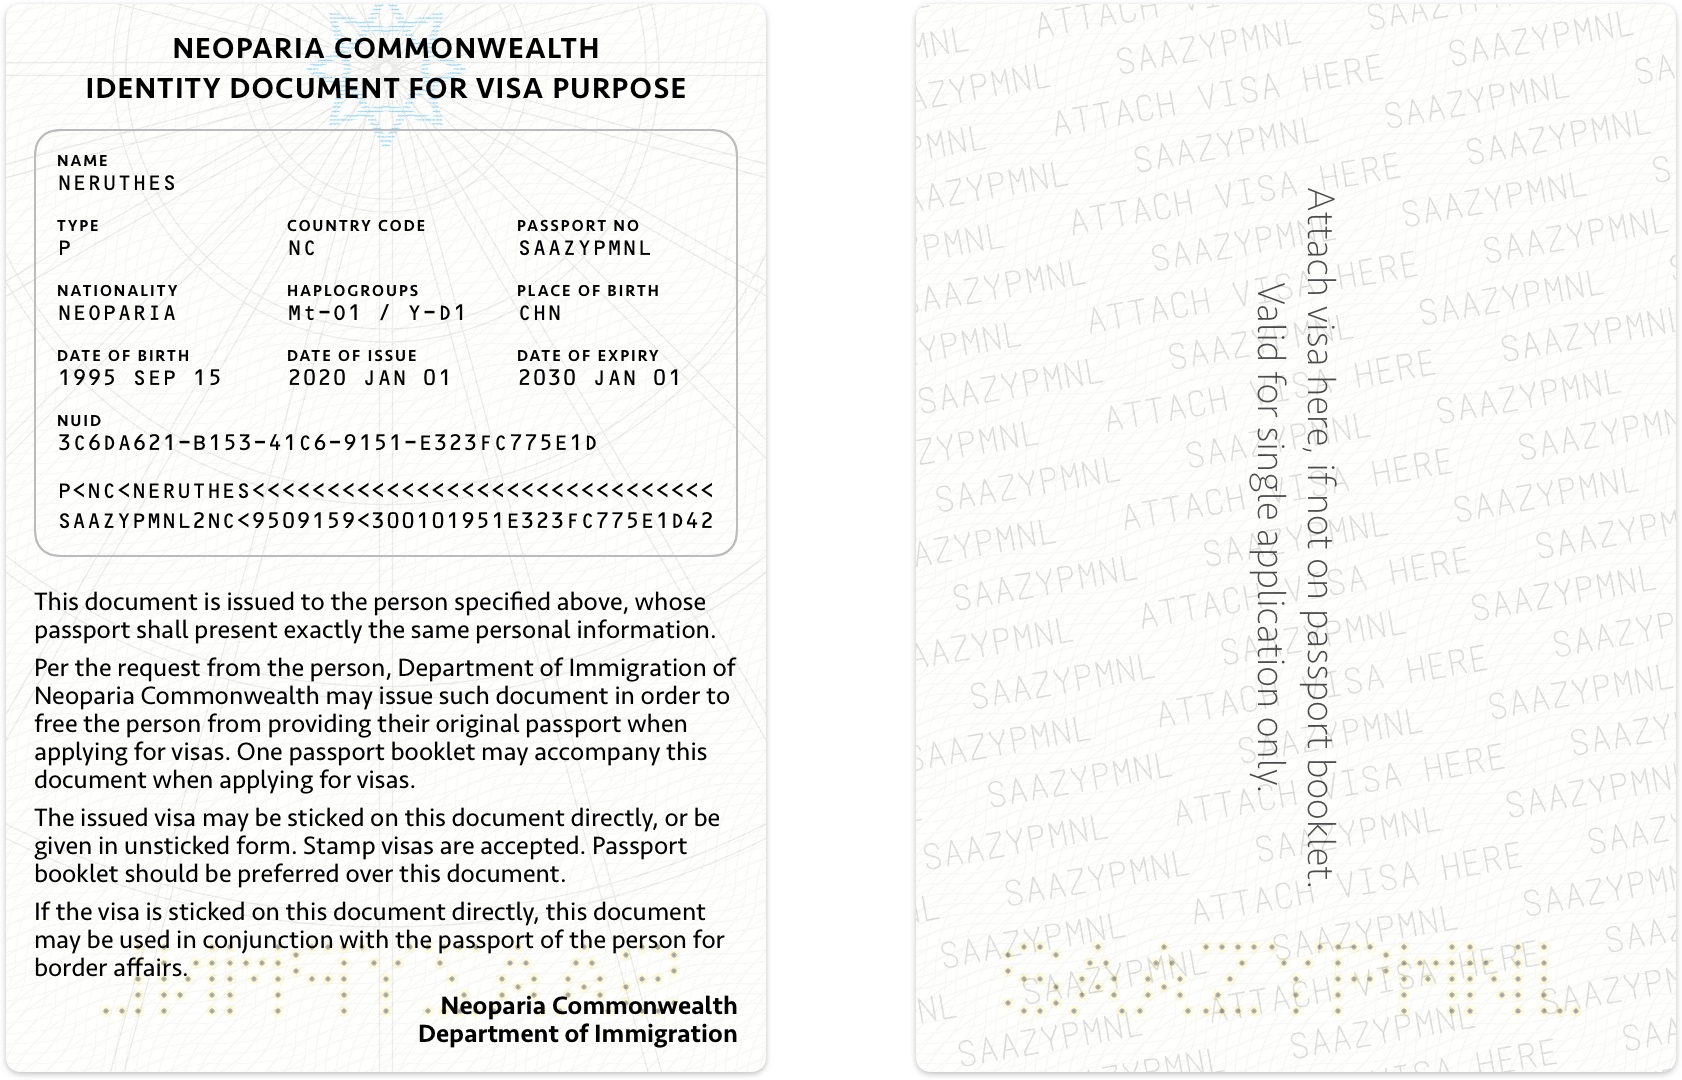 NEOPARIA COMMONWEALTH
IDENTITY DOCUMENT FOR VISA PURPOSE
NAME
NERUTHES
TYPE COUNTRY CODE PASSPORT NO
P NC SAAZYPMNL
NATIONALITY HAPLOGROUPS PLACE OF BIRTH
NEOPARIA Mt-01 / Y-D1 CHN
DATE OF BIRTH DATE OF ISSUE DATE OF EXPIRY
1995 SEP 15 2020 JAN 01 2030 JAN 01
NUID
3C6DA621-B153-41C6-9151-E323FC775E1D
P<NC<NERUTHES<<<<<<<<<<<<<<<<<<<<<<<<<<<<<<<
SAAZYPMNL2NC<9509159<300101951E323FC775E1D42
This document is issued to the person specified above, whose
passport shall present exactly the same personal information.
Per the request from the person, Department of Immigration of
Neoparia Commonwealth may issue such document in order to
free the person from providing their original passport when
applying for visas. One passport booklet may accompany this
document when applying for visas.
The issued visa may be sticked on this document directly, or be
given in unsticked form. Stamp visas are accepted. Passport
booklet should be preferred over this document.
If the visa is sticked on this document directly, this document
may be used in conjunction with the passport of the person for
border affairs.
Neoparia Commonwealth
Department of Immigration
Attach visa here, if not on passport booklet.
Valid for single application only.
ATTACH VISA HERE
SAAZYPMNL
SAAZYPMNL